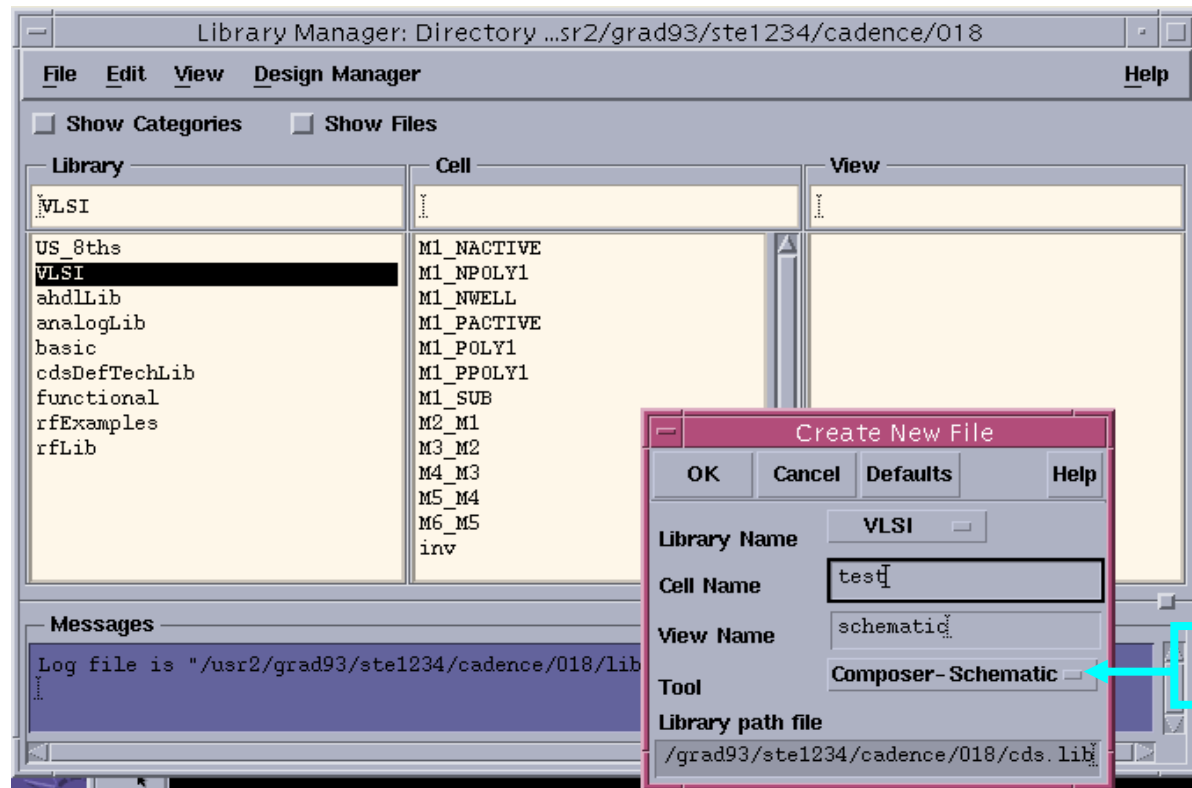 Library Manager: Directory ...sr2/grad93/ste1234/cadence/018
File Edit View Design Manager Help
Show Categories Show Files
Library Cell View
VLSI
US_8ths
VLSI
ahdlLib
analogLib
basic
cdsDefTechLib
functional
rfExamples
rfLib
M1_NACTIVE
M1_NPOLY1
M1_NWELL
M1_PACTIVE
M1_POLY1
M1_PPOLY1
M1_SUB
M2_M1
M3_M2
M4_M3
M5_M4
M6_M5
inv
Messages
Log file is "/usr2/grad93/ste1234/cadence/018/lib
Create New File
OK Cancel Defaults Help
Library Name VLSI
Cell Name test
View Name schematic
Tool Composer-Schematic
Library path file
/grad93/ste1234/cadence/018/cds.lib